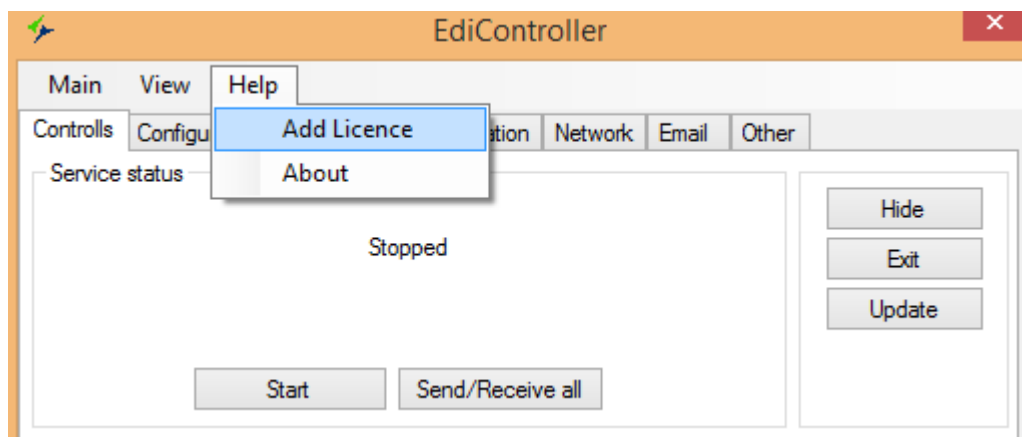 EdiController
Main View Help
Controlls Add Licence Network Email Other
Service status About
Hide
Stopped
Exit
Update
Start Send/Receive all